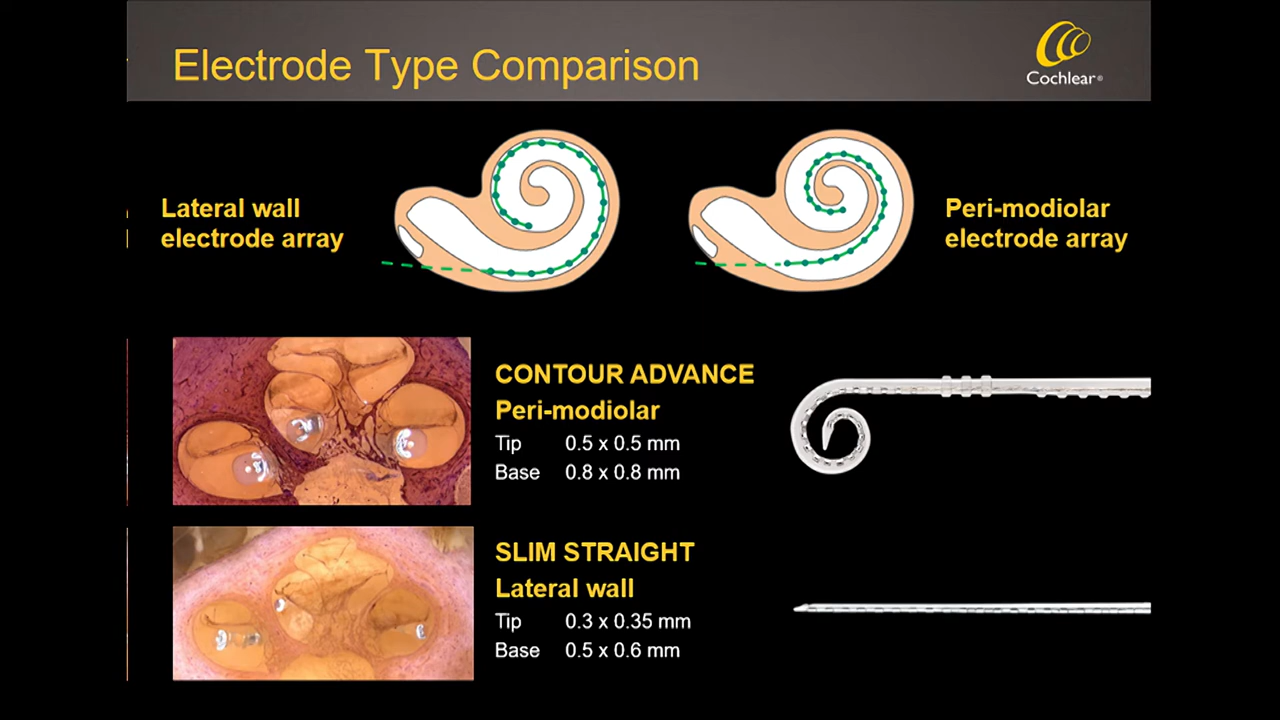 Electrode Type Comparison
Cochlear®
Lateral wall
electrode array
Peri-modiolar
electrode array
CONTOUR ADVANCE
Peri-modiolar
Tip 0.5 x 0.5 mm
Base 0.8 x 0.8 mm
SLIM STRAIGHT
Lateral wall
Tip 0.3 x 0.35 mm
Base 0.5 x 0.6 mm